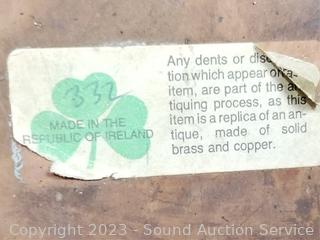 332
MADE IN THE
REPUBLIC OF IRELAND
Any dents or
tion which appear on
item, are part of the
tiquing process, as this
item is a replica of an an-
tique, made of solid
brass and copper.
Copyright 2023 - Sound Auction Service